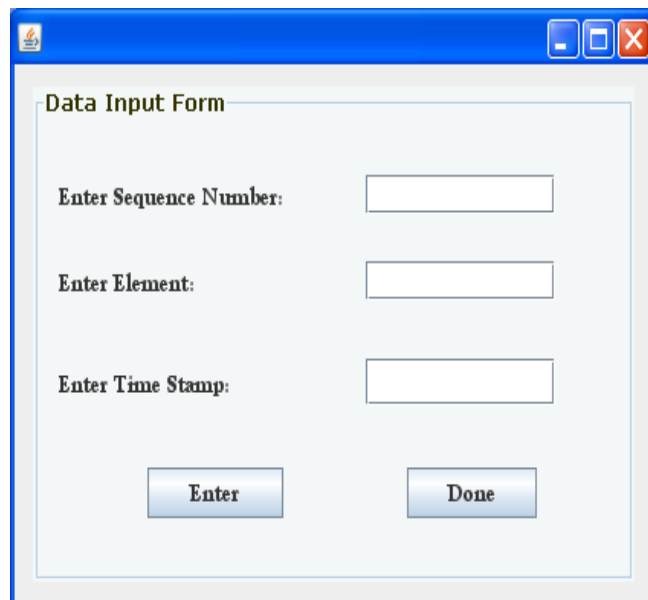 Data Input Form
Enter Sequence Number:
Enter Element:
Enter Time Stamp:
Enter Done